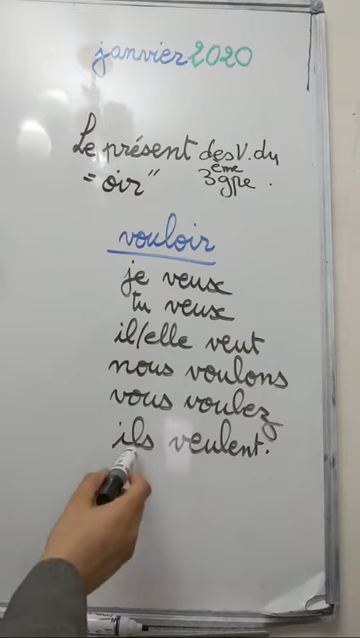 janvier 2020
Le présent des V. du
"oir" 3ème gpe.
vouloir
je veux
tu veux
il/elle veut
nous voulons
vous voulez
ils veulent.